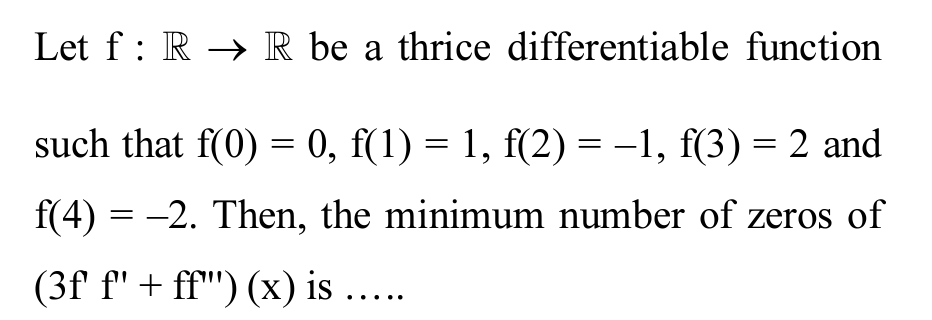 Let f : ℝ → ℝ be a thrice differentiable function
such that f(0) = 0, f(1) = 1, f(2) = –1, f(3) = 2 and
f(4) = –2. Then, the minimum number of zeros of
(3f' f" + ff"') (x) is .....